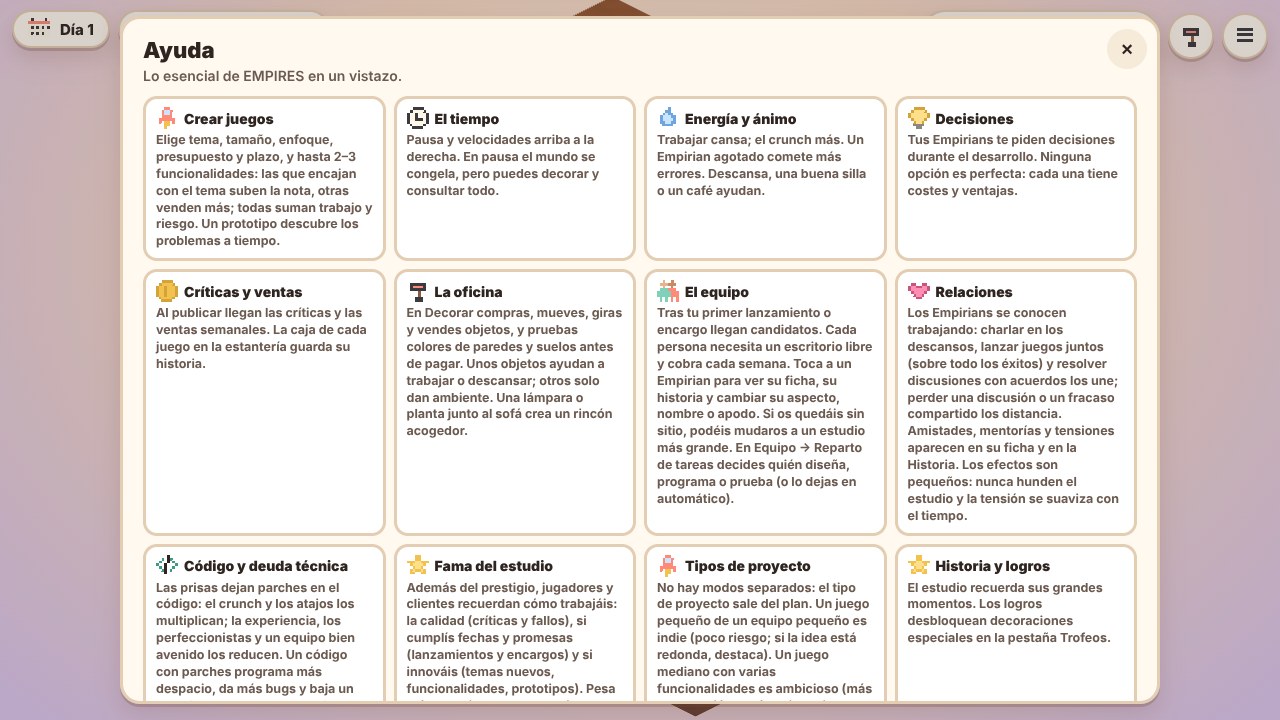 Día 1
Ayuda
Lo esencial de EMPIRES en un vistazo.
Crear juegos
Elige tema, tamaño, enfoque,
presupuesto y plazo, y hasta 2–3
funcionalidades: las que encajan
con el tema suben la nota, otras
venden más; todas suman trabajo y
riesgo. Un prototipo descubre los
problemas a tiempo.
El tiempo
Pausa y velocidades arriba a la
derecha. En pausa el mundo se
congela, pero puedes decorar y
consultar todo.
Energía y ánimo
Trabajar cansa; el crunch más. Un
Empirian agotado comete más
errores. Descansa, una buena silla
o un café ayudan.
Decisiones
Tus Empirians te piden decisiones
durante el desarrollo. Ninguna
opción es perfecta: cada una tiene
costes y ventajas.
Críticas y ventas
Al publicar llegan las críticas y las
ventas semanales. La caja de cada
juego en la estantería guarda su
historia.
La oficina
En Decorar compras, mueves, giras
y vendes objetos, y pruebas
colores de paredes y suelos antes
de pagar. Unos objetos ayudan a
trabajar o descansar; otros solo
dan ambiente. Una lámpara o
planta junto al sofá crea un rincón
acogedor.
El equipo
Tras tu primer lanzamiento o
encargo llegan candidatos. Cada
persona necesita un escritorio libre
y cobra cada semana. Toca a un
Empirian para ver su ficha, su
historia y cambiar su aspecto,
nombre o apodo. Si os quedáis sin
sitio, podéis mudaros a un estudio
más grande. En Equipo → Reparto
de tareas decides quién diseña,
programa o prueba (o lo dejas en
automático).
Relaciones
Los Empirians se conocen
trabajando: charlar en los
descansos, lanzar juegos juntos
(sobre todo los éxitos) y resolver
discusiones con acuerdos los une;
perder una discusión o un fracaso
compartido los distancia.
Amistades, mentorías y tensiones
aparecen en su ficha y en la
Historia. Los efectos son
pequeños: nunca hunden el
estudio y la tensión se suaviza con
el tiempo.
Código y deuda técnica
Las prisas dejan parches en el
código: el crunch y los atajos los
multiplican; la experiencia, los
perfeccionistas y un equipo bien
avenido los reducen. Un código
con parches programa más
despacio, da más bugs y baja un
Fama del estudio
Además del prestigio, jugadores y
clientes recuerdan cómo trabajáis:
la calidad (críticas y fallos), si
cumplís fechas y promesas
(lanzamientos y encargos) y si
innováis (temas nuevos,
funcionalidades, prototipos). Pesa
Tipos de proyecto
No hay modos separados: el tipo
de proyecto sale del plan. Un juego
pequeño de un equipo pequeño es
indie (poco riesgo; si la idea está
redonda, destaca). Un juego
mediano con varias
funcionalidades es ambicioso (más
Historia y logros
El estudio recuerda sus grandes
momentos. Los logros
desbloquean decoraciones
especiales en la pestaña Trofeos.